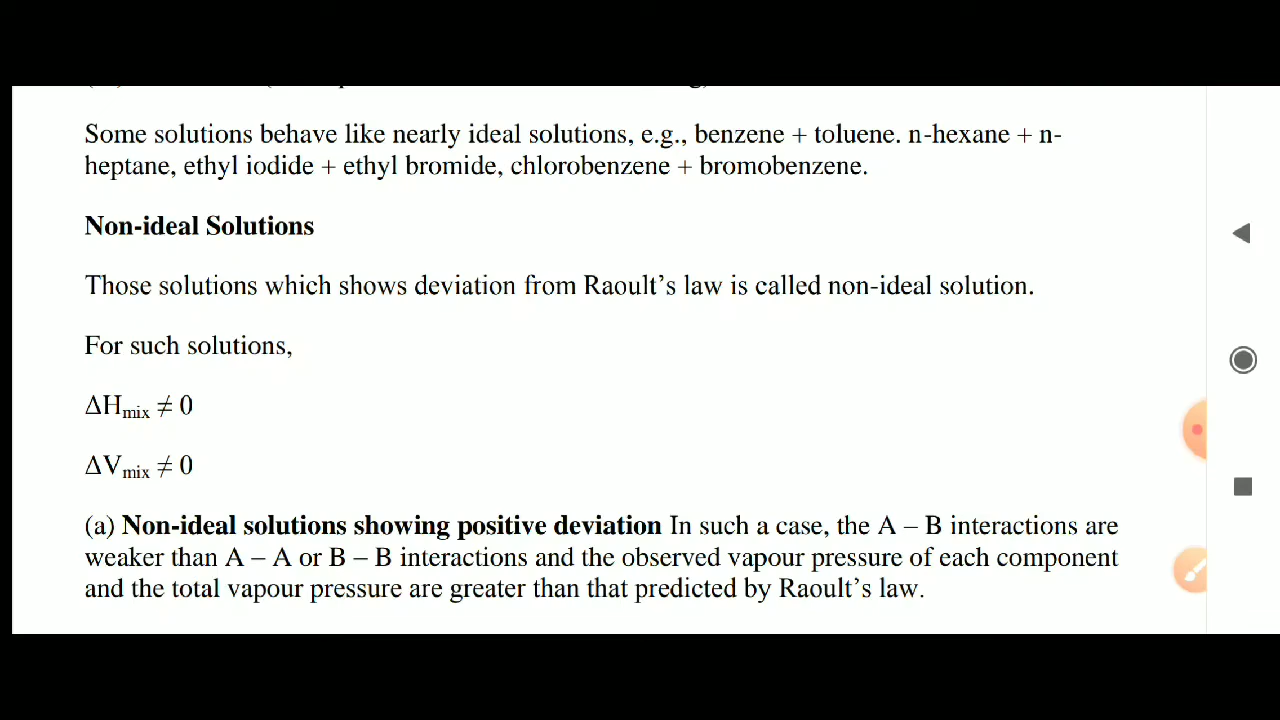 Some solutions behave like nearly ideal solutions, e.g., benzene + toluene. n-hexane + n-
heptane, ethyl iodide + ethyl bromide, chlorobenzene + bromobenzene.
Non-ideal Solutions
Those solutions which shows deviation from Raoult’s law is called non-ideal solution.
For such solutions,
ΔHmix ≠ 0
ΔVmix ≠ 0
(a) Non-ideal solutions showing positive deviation In such a case, the A – B interactions are
weaker than A – A or B – B interactions and the observed vapour pressure of each component
and the total vapour pressure are greater than that predicted by Raoult’s law.